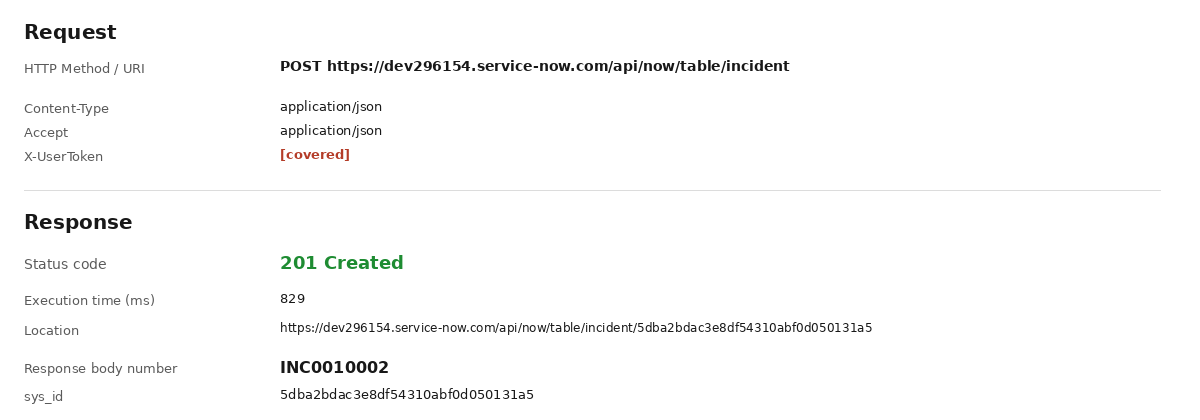 Request
HTTP Method / URI POST https://dev296154.service-now.com/api/now/table/incident
Content-Type application/json
Accept application/json
X-UserToken [covered]
Response
Status code 201 Created
Execution time (ms) 829
Location https://dev296154.service-now.com/api/now/table/incident/5dba2bdac3e8df54310abf0d050131a5
Response body number INC0010002
sys_id 5dba2bdac3e8df54310abf0d050131a5